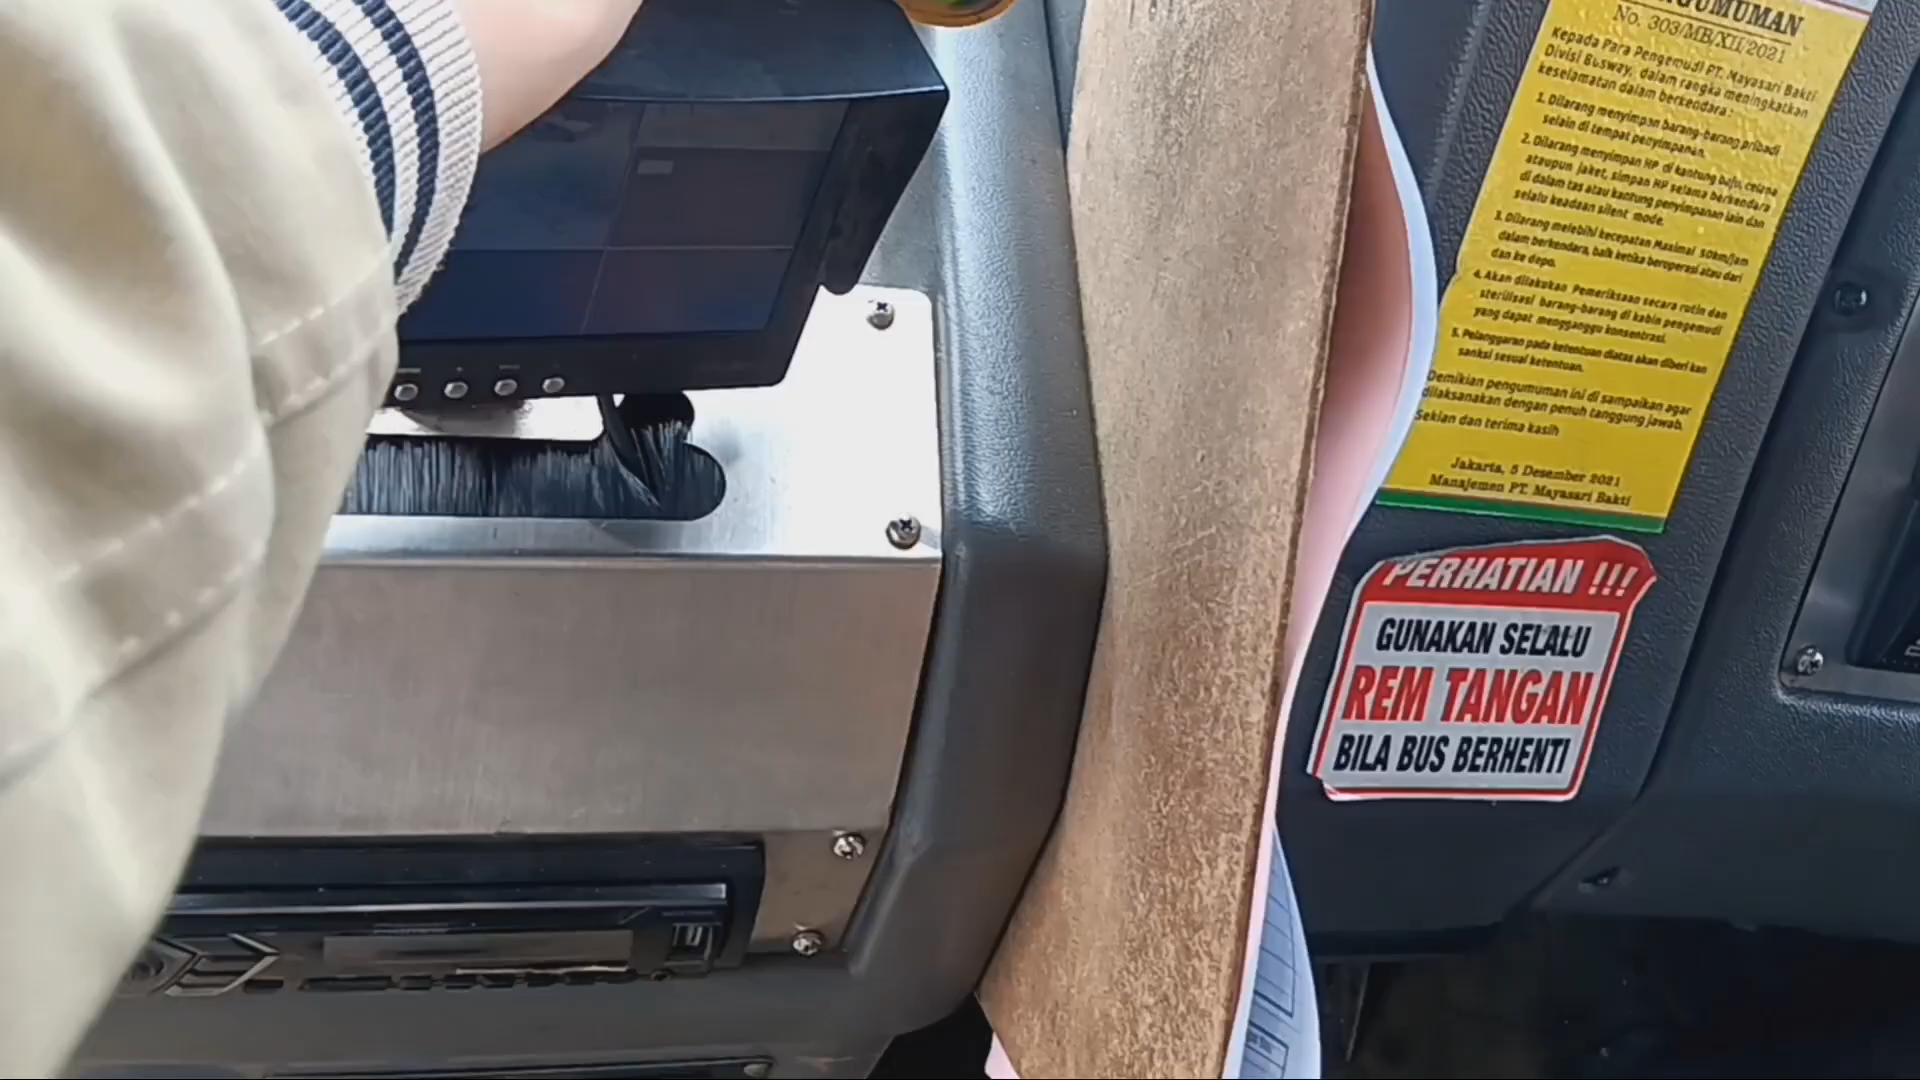 GUMUMAN
No. 303/MB/XII/2021
Kepada Para Pengemudi PT. Mayasari Bakti
Divisi Busway, dalam rangka meningkatkan
keselamatan dalam berkendara :
1. Dilarang menyimpan barang-barang pribadi
selain di tempat penyimpanan.
2. Dilarang menyimpan HP di kantung baju, celana
ataupun jaket, simpan HP selama berkendara
di dalam tas atau kantung penyimpanan lain dan
selalu keadaan silent mode.
3. Dilarang melebihi kecepatan Maximal 50km/jam
dalam berkendara, baik ketika beroperasi atau dari
dan ke depo.
4. Akan dilakukan Pemeriksaan secara rutin dan
sterilisasi barang-barang di kabin pengemudi
yang dapat mengganggu konsentrasi.
5. Pelanggaran pada ketentuan diatas akan diberi kan
sanksi sesuai ketentuan.
Demikian pengumuman ini di sampaikan agar
dilaksanakan dengan penuh tanggung jawab.
Sekian dan terima kasih
Jakarta, 5 Desember 2021
Manajemen PT. Mayasari Bakti
PERHATIAN !!!
GUNAKAN SELALU
REM TANGAN
BILA BUS BERHENTI